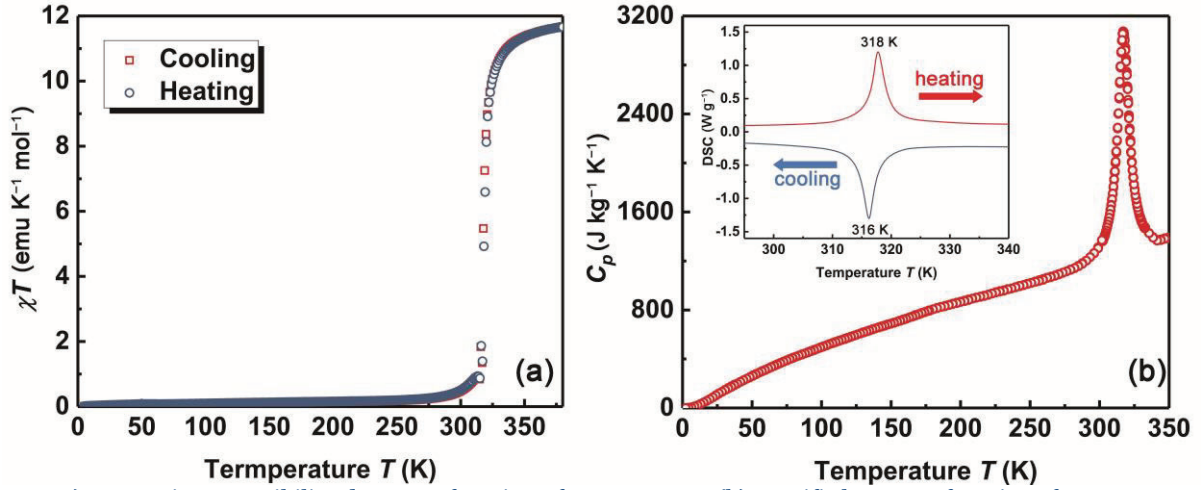 12
10
8
6
4
2
0
χT (emu K⁻¹ mol⁻¹)
Cooling
Heating
(a)
0 50 100 150 200 250 300 350
Termperature T (K)
3200
2400
1600
800
0
Cp (J kg⁻¹ K⁻¹)
1.5
1.0
0.5
0.0
-0.5
-1.0
-1.5
DSC (W g⁻¹)
318 K
heating
cooling
316 K
300 310 320 330 340
Temperature T (K)
(b)
0 50 100 150 200 250 300 350
Temperature T (K)